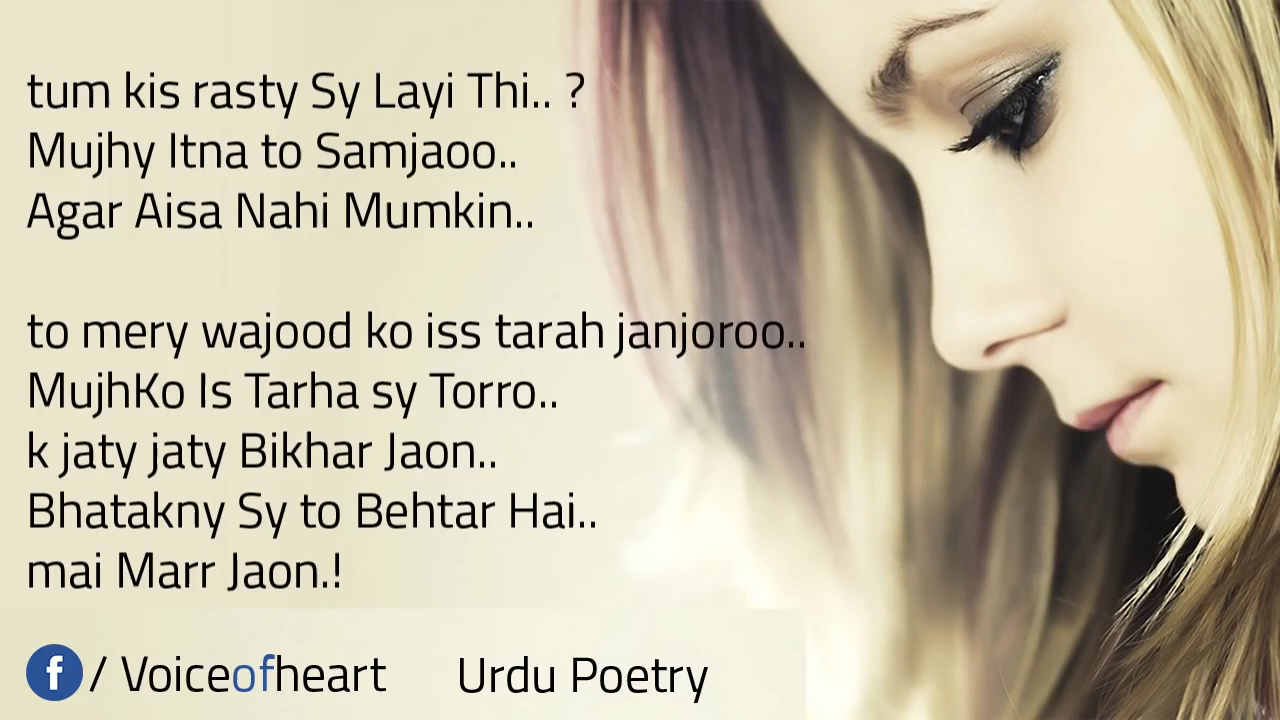 tum kis rasty Sy Layi Thi.. ?
Mujhy Itna to Samjaoo..
Agar Aisa Nahi Mumkin..
to mery wajood ko iss tarah janjoroo..
MujhKo Is Tarha sy Torro..
k jaty jaty Bikhar Jaon..
Bhatakny Sy to Behtar Hai..
mai Marr Jaon.!
f / Voiceofheart Urdu Poetry